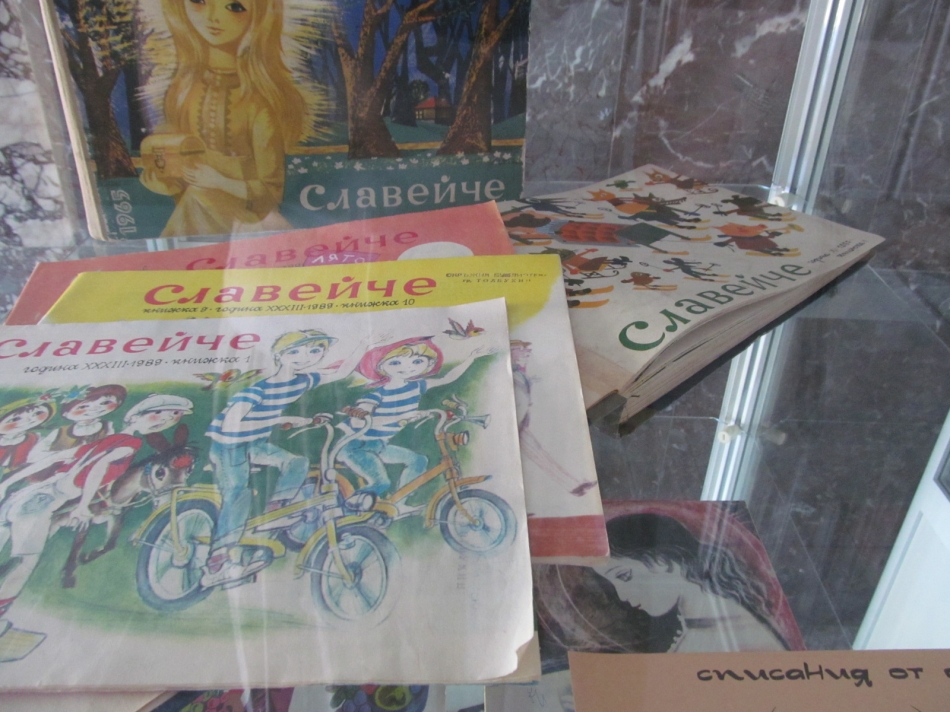 1965
Славейче
Славейче
ЛЯТО
Славейче
книжка 9 · година XXXIII · 1989 · книжка 10
Славейче
година XXXIII · 1989 · книжка 1
Славейче
списания от